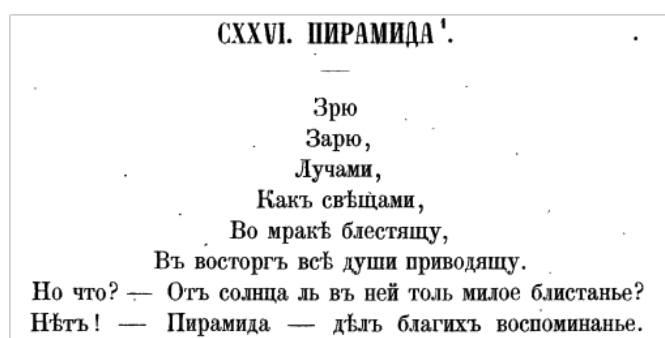 CXXVI. ПИРАМИДА¹.
Зрю
Зарю,
Лучами,
Какъ свѣщами,
Во мракѣ блестящу,
Въ восторгъ всѣ души приводящу.
Но что? — Отъ солнца ль въ ней толь милое блистанье?
Нѣтъ! — Пирамида — дѣлъ благихъ воспоминанье.